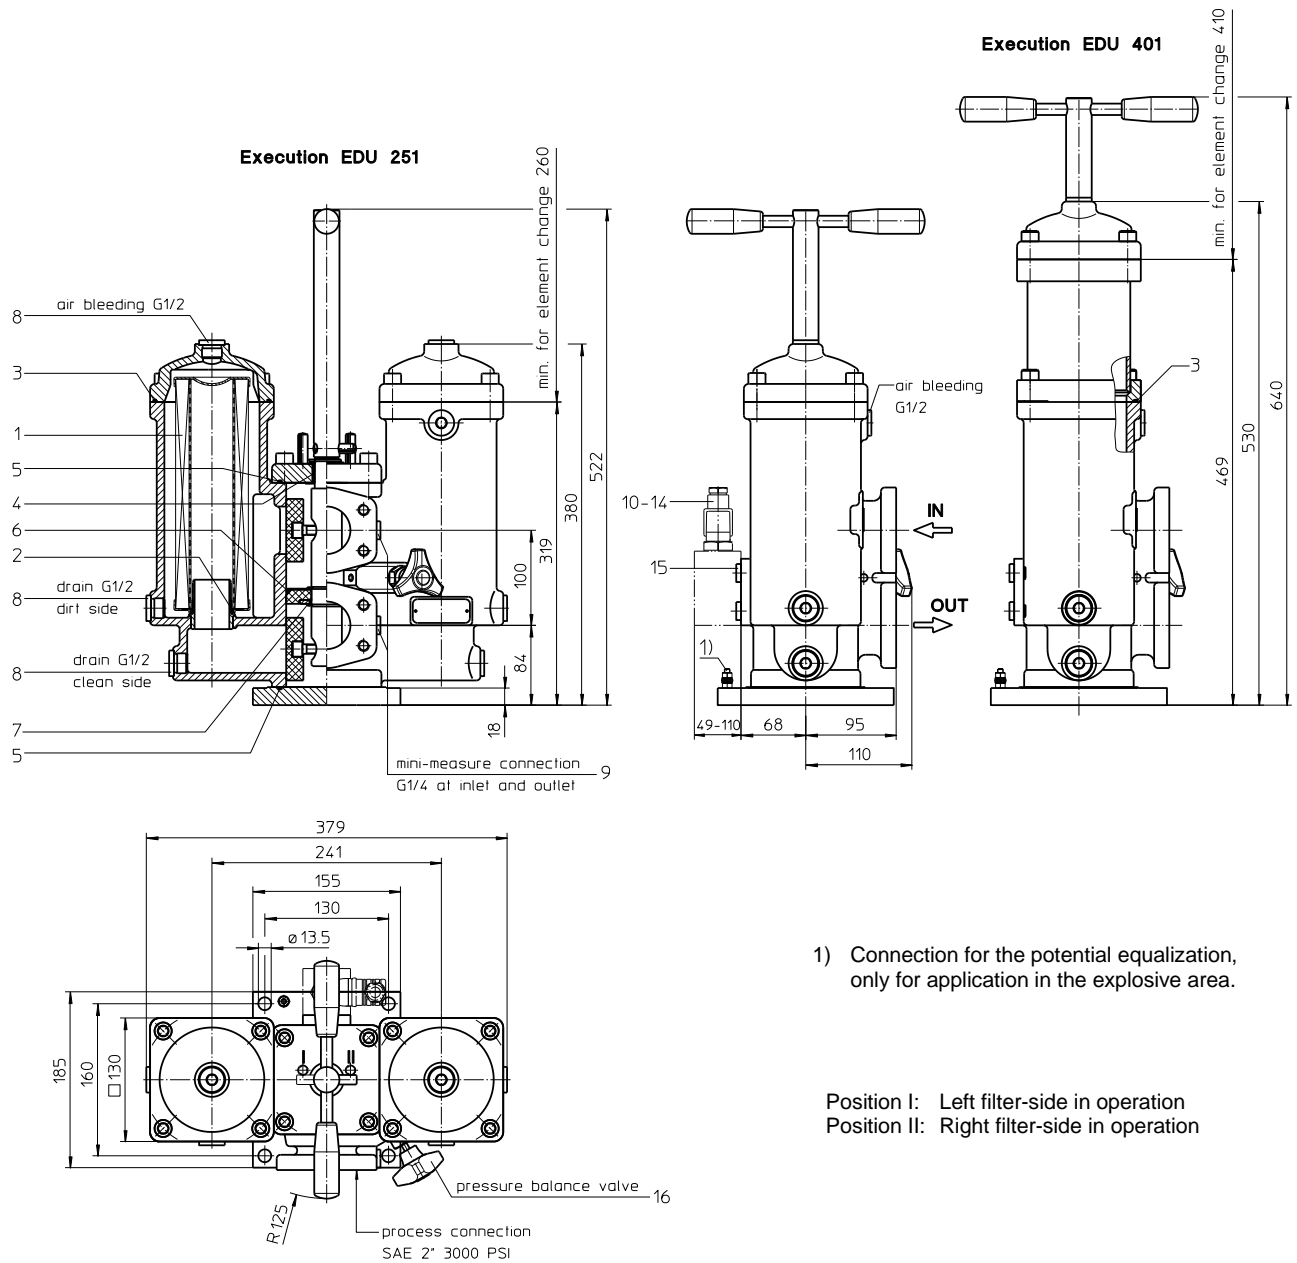 Execution EDU 401
min. for element change 410
Execution EDU 251
min. for element change 260
8
air bleeding G1/2
3
1
5
4
6
2
drain G1/2
8
dirt side
drain G1/2
8
clean side
7
5
522
380
319
100
84
18
mini-measure connection
9
G1/4 at inlet and outlet
air bleeding
G1/2
10-14
15
1)
IN
OUT
49-110
68
95
110
3
640
530
469
379
241
155
130
ø 13.5
185
160
□ 130
I
II
R 125
pressure balance valve
16
process connection
SAE 2" 3000 PSI
1) Connection for the potential equalization,
only for application in the explosive area.
Position I: Left filter-side in operation
Position II: Right filter-side in operation